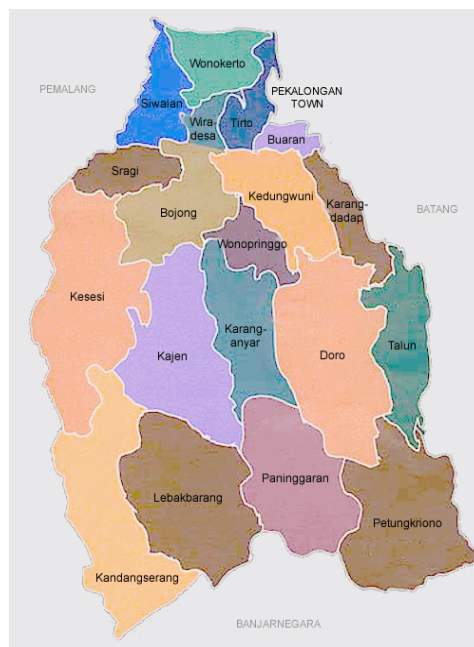 Wonokerto
PEMALANG
PEKALONGAN
TOWN
Siwalan
Wira-
desa
Tirto
Buaran
Sragi
Kedungwuni
Karang-
dadap
BATANG
Bojong
Wonopringgo
Kesesi
Karang-
anyar
Kajen
Doro
Talun
Paninggaran
Lebakbarang
Petungkriono
Kandangserang
BANJARNEGARA